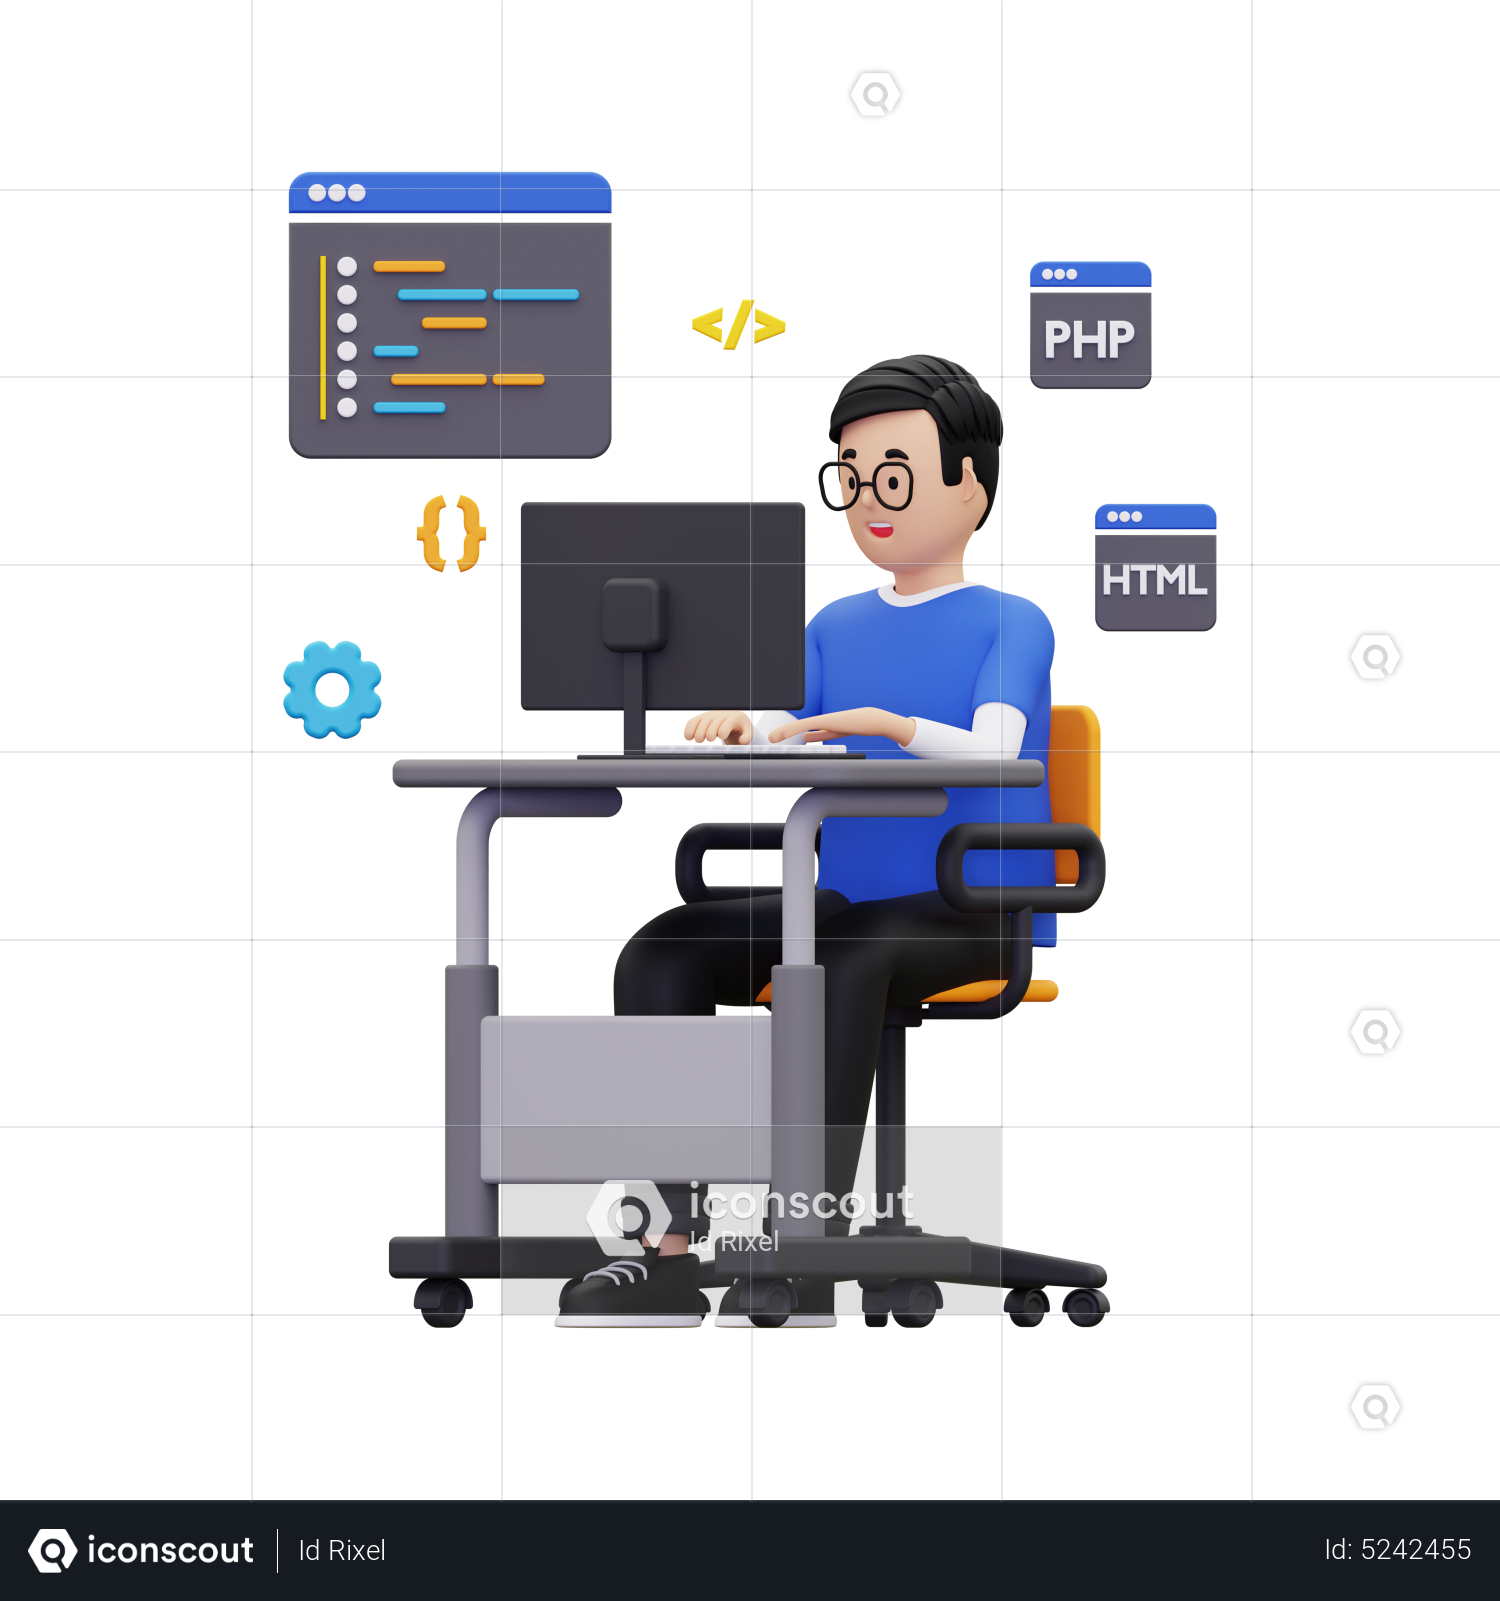 </>
PHP
{}
HTML
iconscout
Id Rixel
iconscout | Id Rixel
Id: 5242455